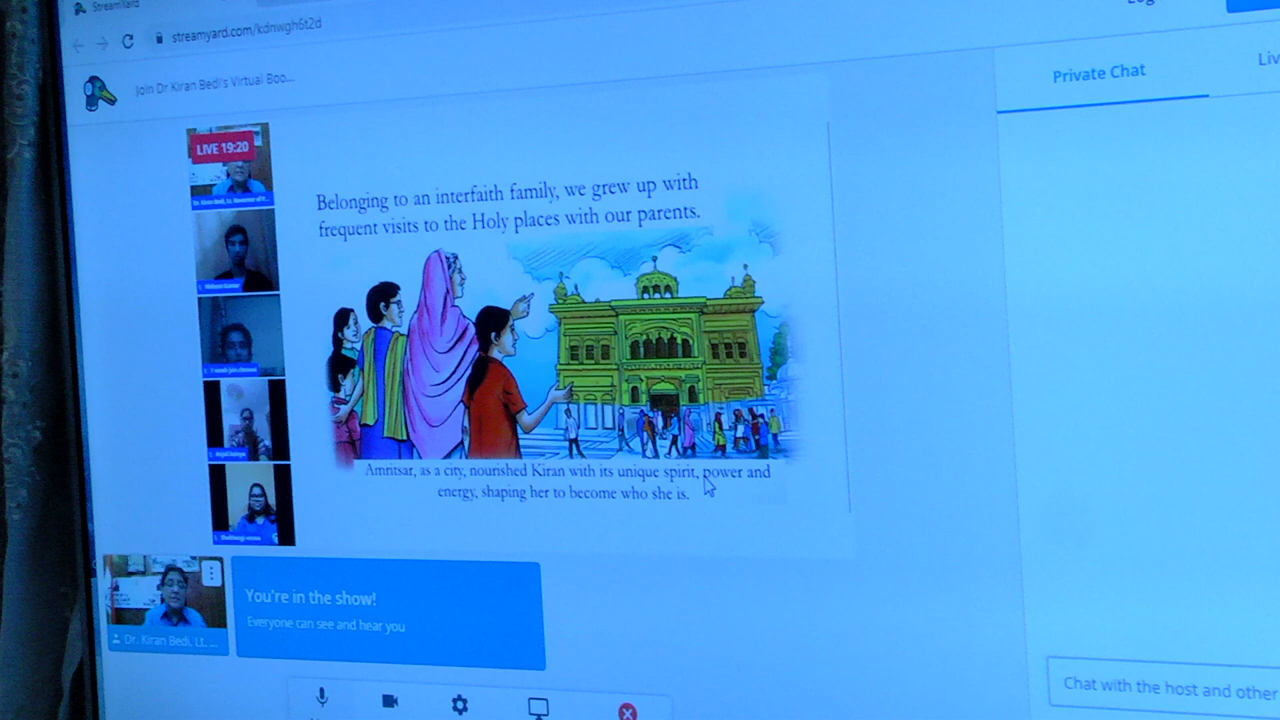 StreamYard
streamyard.com/kdnwgh6t2d
Join Dr Kiran Bedi's Virtual Boo...
Private Chat
Liv
LIVE 19:20
Belonging to an interfaith family, we grew up with
frequent visits to the Holy places with our parents.
Amritsar, as a city, nourished Kiran with its unique spirit, power and
energy, shaping her to become who she is.
You're in the show!
Everyone can see and hear you
Dr. Kiran Bedi, Lt. ...
Chat with the host and other